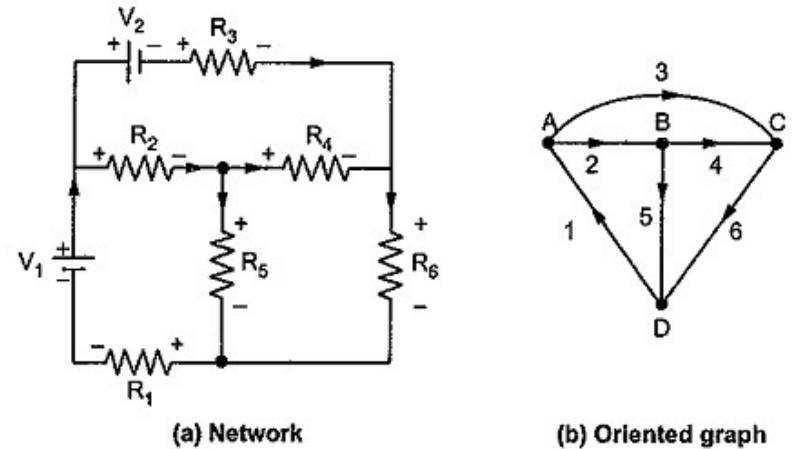 V2
+ − + R3 −
+ R2 − + R4 −
+ V1 −
+ R5 −
+ R6 −
− R1 +
(a) Network
3
A B C
2 4
1 5 6
D
(b) Oriented graph